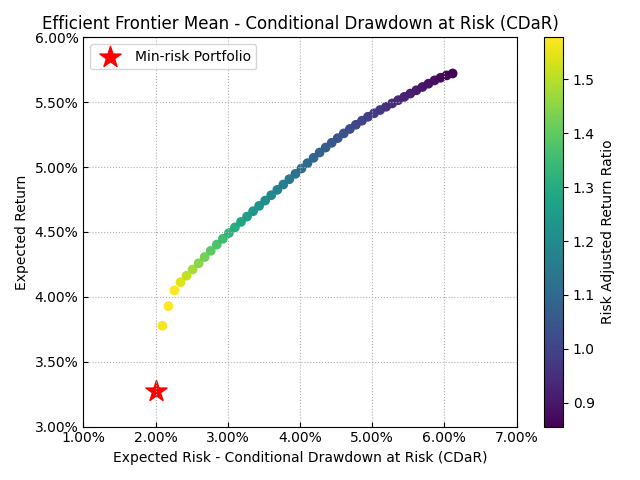 Efficient Frontier Mean - Conditional Drawdown at Risk (CDaR)
Min-risk Portfolio
6.00%
5.50%
5.00%
4.50%
4.00%
3.50%
3.00%
Expected Return
1.00% 2.00% 3.00% 4.00% 5.00% 6.00% 7.00%
Expected Risk - Conditional Drawdown at Risk (CDaR)
1.5
1.4
1.3
1.2
1.1
1.0
0.9
Risk Adjusted Return Ratio